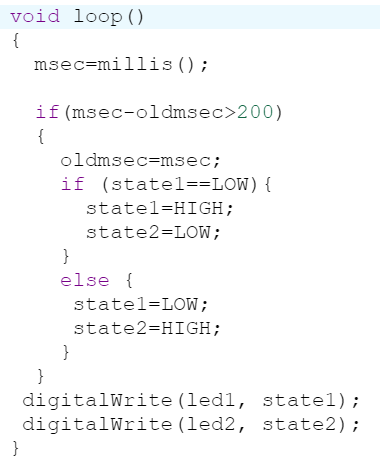 void loop()
{
  msec=millis();

  if(msec-oldmsec>200)
  {
    oldmsec=msec;
    if (state1==LOW){
      state1=HIGH;
      state2=LOW;
    }
    else {
     state1=LOW;
     state2=HIGH;
    }
  }
 digitalWrite(led1, state1);
 digitalWrite(led2, state2);
}